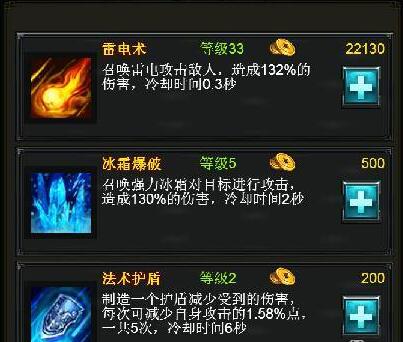 雷电术 等级33 22130
召唤雷电攻击敌人，造成132%的
伤害，冷却时间0.3秒
冰霜爆破 等级5 500
召唤强力冰霜对目标进行攻击，
造成130%的伤害，冷却时间2秒
法术护盾 等级2 200
制造一个护盾减少受到的伤害，
每次可减少自身攻击的1.58%点，
一共5次，冷却时间6秒